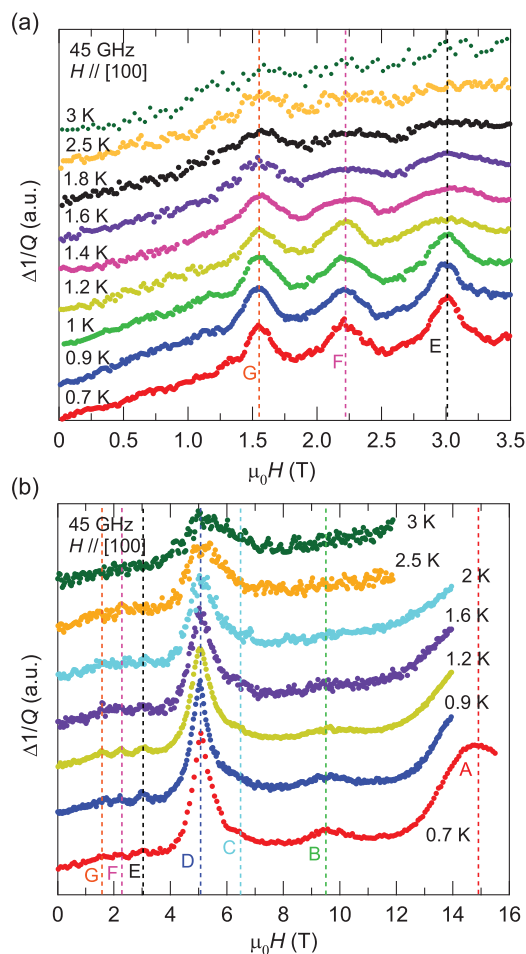 (a)
45 GHz
H // [100]
3 K
2.5 K
1.8 K
1.6 K
1.4 K
1.2 K
1 K
0.9 K
0.7 K
G
F
E
Δ1/Q (a.u.)
0 0.5 1.0 1.5 2.0 2.5 3.0 3.5
μ₀H (T)
(b)
45 GHz
H // [100]
3 K
2.5 K
2 K
1.6 K
1.2 K
0.9 K
0.7 K
G F E D C B A
Δ1/Q (a.u.)
0 2 4 6 8 10 12 14 16
μ₀H (T)